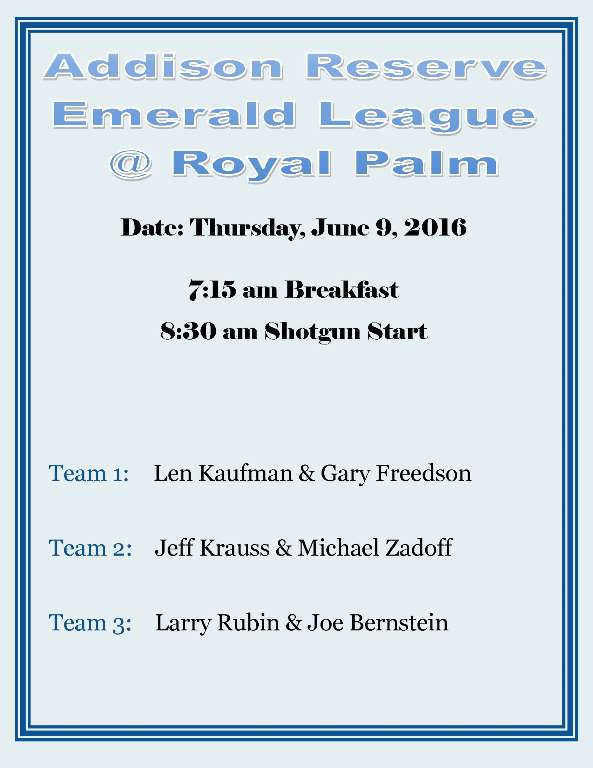 Addison Reserve
Emerald League
@ Royal Palm
Date: Thursday, June 9, 2016
7:15 am Breakfast
8:30 am Shotgun Start
Team 1: Len Kaufman & Gary Freedson
Team 2: Jeff Krauss & Michael Zadoff
Team 3: Larry Rubin & Joe Bernstein